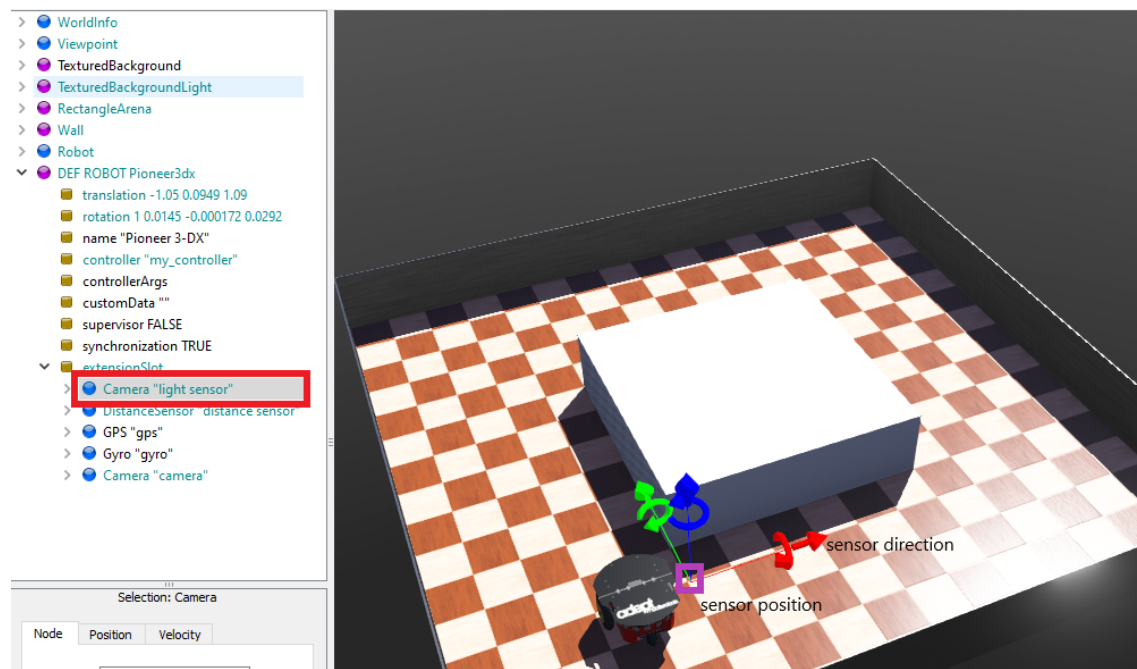 WorldInfo
Viewpoint
TexturedBackground
TexturedBackgroundLight
RectangleArena
Wall
Robot
DEF ROBOT Pioneer3dx
translation -1.05 0.0949 1.09
rotation 1 0.0145 -0.000172 0.0292
name "Pioneer 3-DX"
controller "my_controller"
controllerArgs
customData ""
supervisor FALSE
synchronization TRUE
extensionSlot
Camera "light sensor"
DistanceSensor "distance sensor"
GPS "gps"
Gyro "gyro"
Camera "camera"
Selection: Camera
Node Position Velocity
sensor direction
sensor position
adept